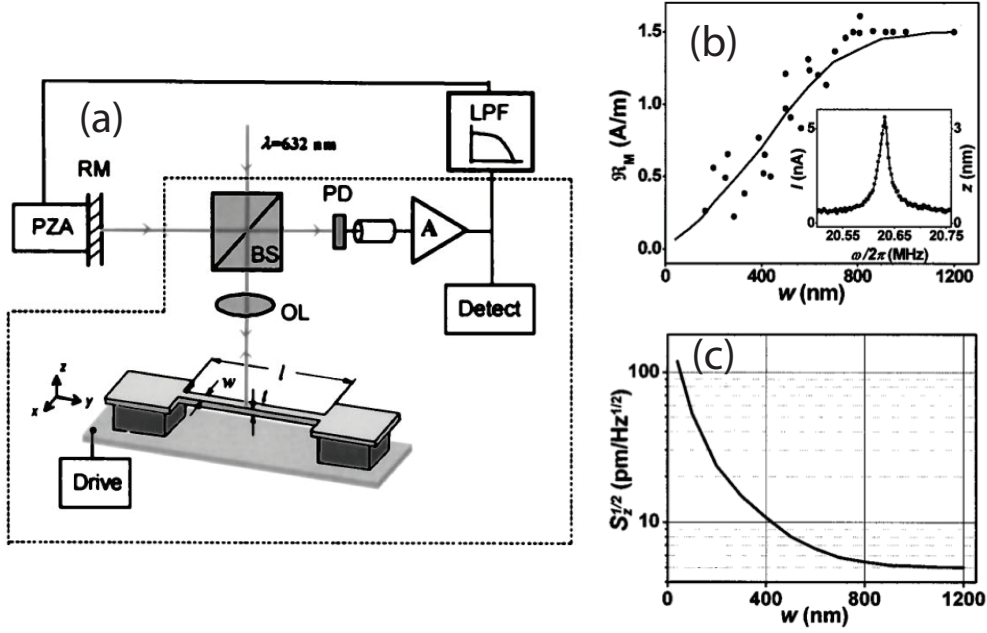 (a)
LPF
λ=632 nm
RM
PD
PZA
BS
A
OL
Detect
l
w
t
z
x
y
Drive
(b)
ℜM (A/m)
1.5
1.0
0.5
0.0
0
400
800
1200
w (nm)
I (nA)
5
0
z (nm)
3
0
20.55
20.65
20.75
ω/2π (MHz)
(c)
Sz1/2 (pm/Hz1/2)
100
10
0
400
800
1200
w (nm)